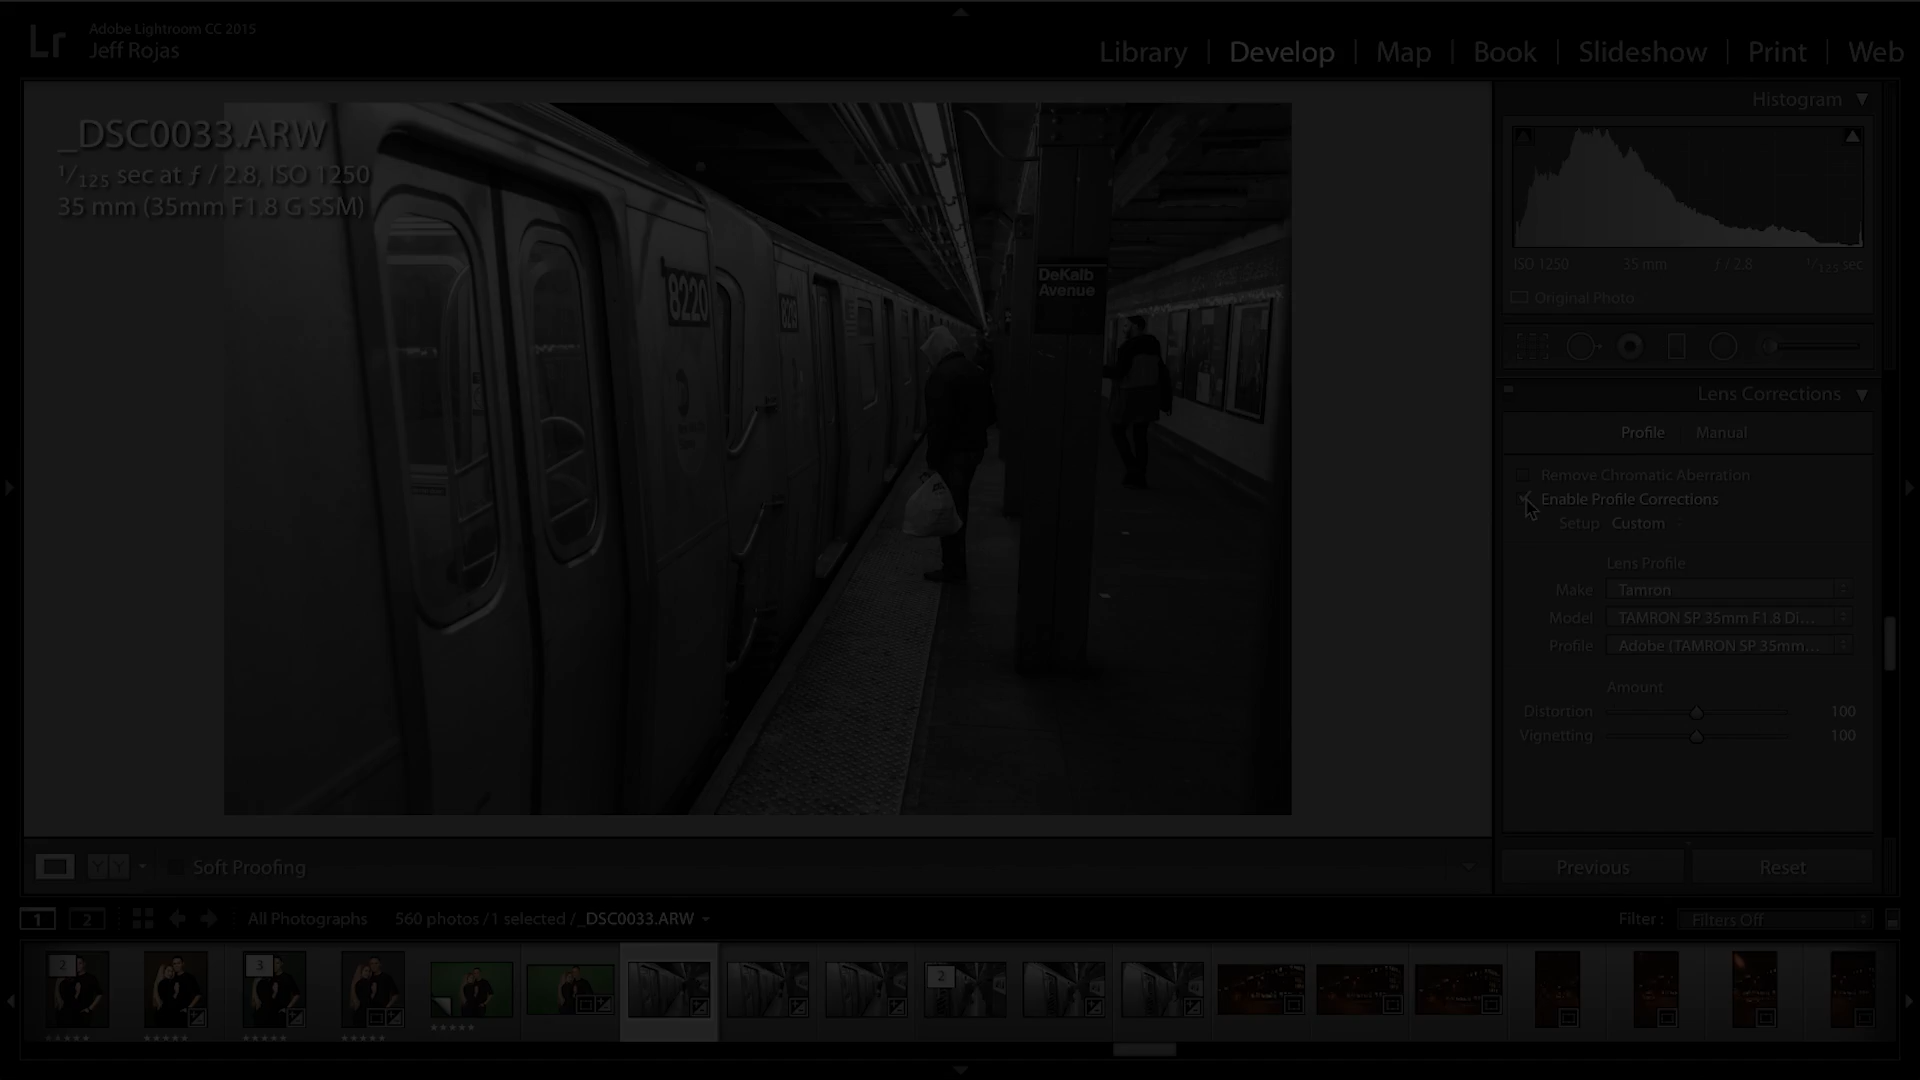 Lr
Adobe Lightroom CC 2015
Jeff Rojas
Library | Develop | Map | Book | Slideshow | Print | Web
_DSC0033.ARW
1/125 sec at ƒ / 2.8, ISO 1250
35 mm (35mm F1.8 G SSM)
8220
8219
DeKalb
Avenue
Histogram
ISO 1250 35 mm ƒ / 2.8 1/125 sec
Original Photo
Lens Corrections
Profile Manual
Remove Chromatic Aberration
Enable Profile Corrections
Setup Custom
Lens Profile
Make Tamron
Model TAMRON SP 35mm F1.8 Di...
Profile Adobe (TAMRON SP 35mm...
Amount
Distortion 100
Vignetting 100
Y Y Soft Proofing
Previous Reset
1 2 All Photographs 560 photos / 1 selected / _DSC0033.ARW
Filter : Filters Off
2 3 2